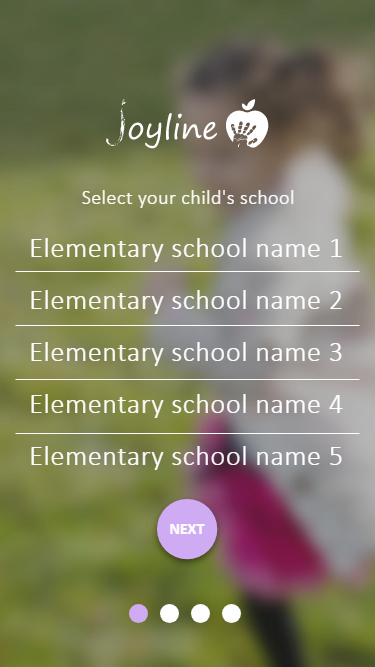 Joyline
Select your child's school
Elementary school name 1
Elementary school name 2
Elementary school name 3
Elementary school name 4
Elementary school name 5
NEXT